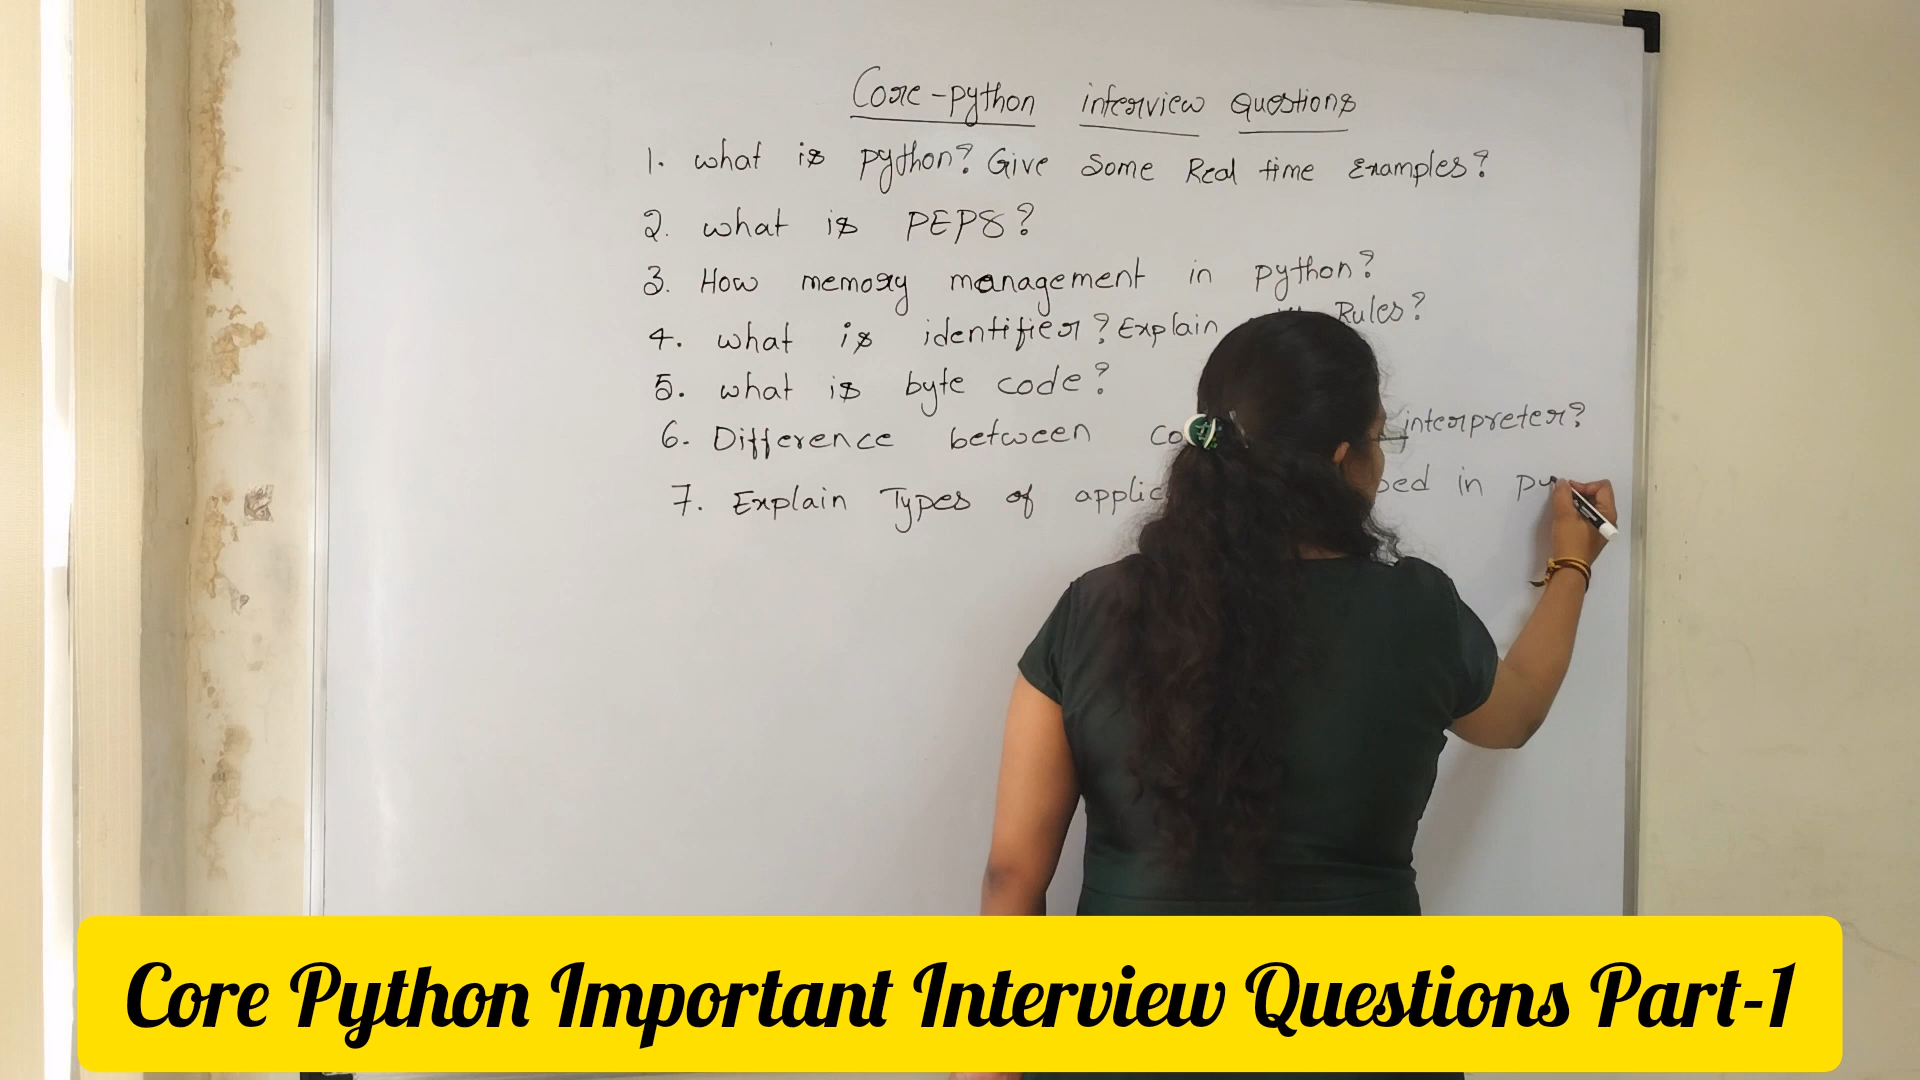 Core-python interview Questions
1. what is python? Give Some Real time Examples?
2. what is PEP8?
3. How memory management in python?
4. what is identifier? Explain Rules?
5. what is byte code?
6. Difference between interpreter?
7. Explain Types of in
Core Python Important Interview Questions Part-1